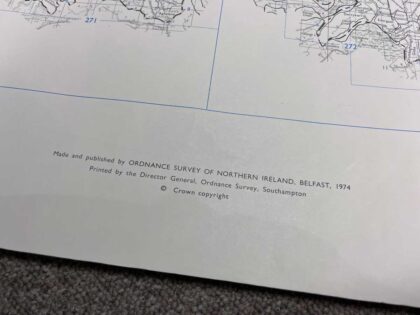 271
272
Made and published by ORDNANCE SURVEY OF NORTHERN IRELAND, BELFAST, 1974
Printed by the Director General, Ordnance Survey, Southampton
© Crown copyright